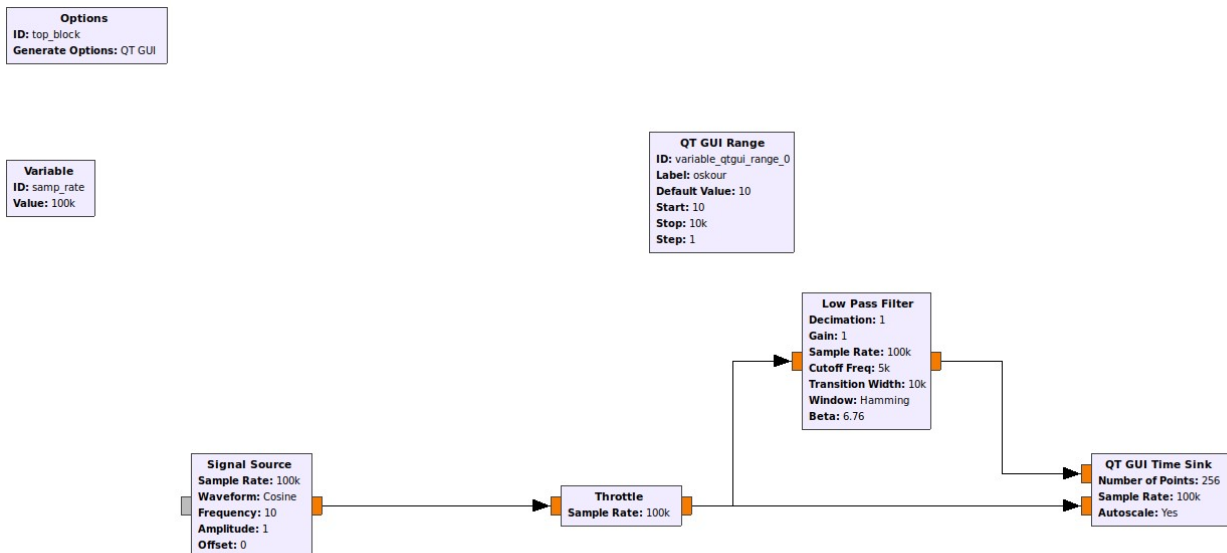 Options
ID: top_block
Generate Options: QT GUI
Variable
ID: samp_rate
Value: 100k
QT GUI Range
ID: variable_qtgui_range_0
Label: oskour
Default Value: 10
Start: 10
Stop: 10k
Step: 1
Low Pass Filter
Decimation: 1
Gain: 1
Sample Rate: 100k
Cutoff Freq: 5k
Transition Width: 10k
Window: Hamming
Beta: 6.76
Signal Source
Sample Rate: 100k
Waveform: Cosine
Frequency: 10
Amplitude: 1
Offset: 0
Throttle
Sample Rate: 100k
QT GUI Time Sink
Number of Points: 256
Sample Rate: 100k
Autoscale: Yes